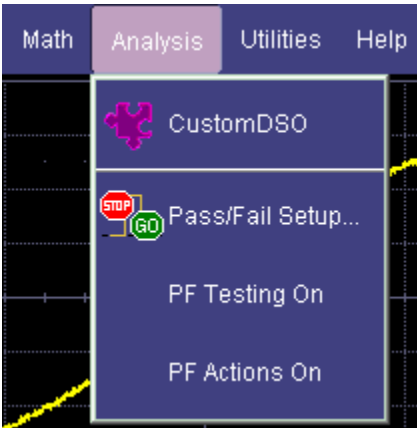 Math Analysis Utilities Help
CustomDSO
STOP
GO
Pass/Fail Setup...
PF Testing On
PF Actions On